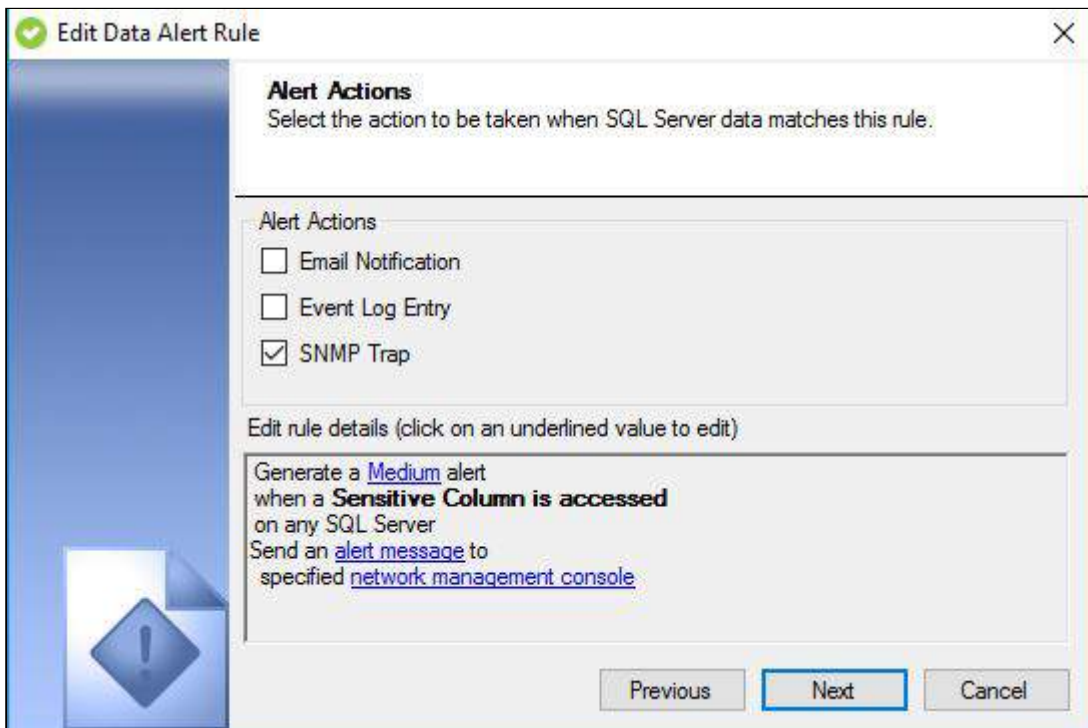 Edit Data Alert Rule
Alert Actions
Select the action to be taken when SQL Server data matches this rule.
Alert Actions
Email Notification
Event Log Entry
SNMP Trap
Edit rule details (click on an underlined value to edit)
Generate a Medium alert
when a Sensitive Column is accessed
on any SQL Server
Send an alert message to
specified network management console
Previous
Next
Cancel